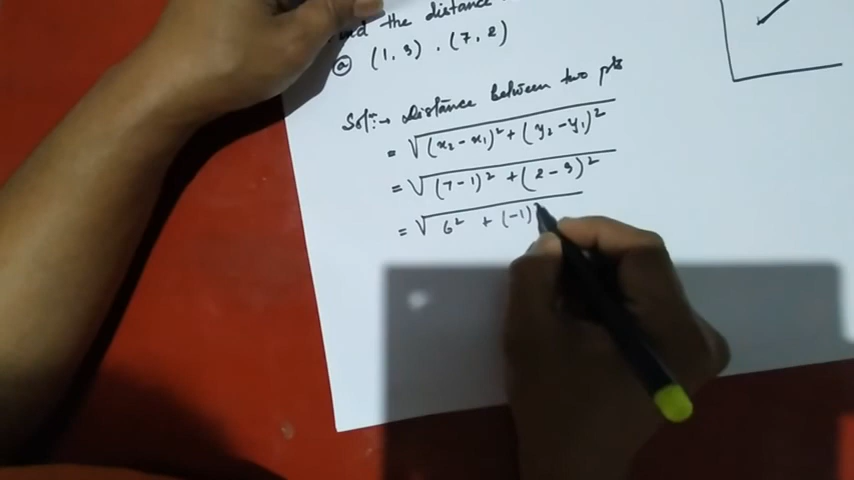 the distance
ⓐ (1, 3) . (7, 2)
Solⁿ:→ Distance between two pts
= √(x₂ - x₁)² + (y₂ - y₁)²
= √(7 - 1)² + (2 - 3)²
= √6² + (-1)²